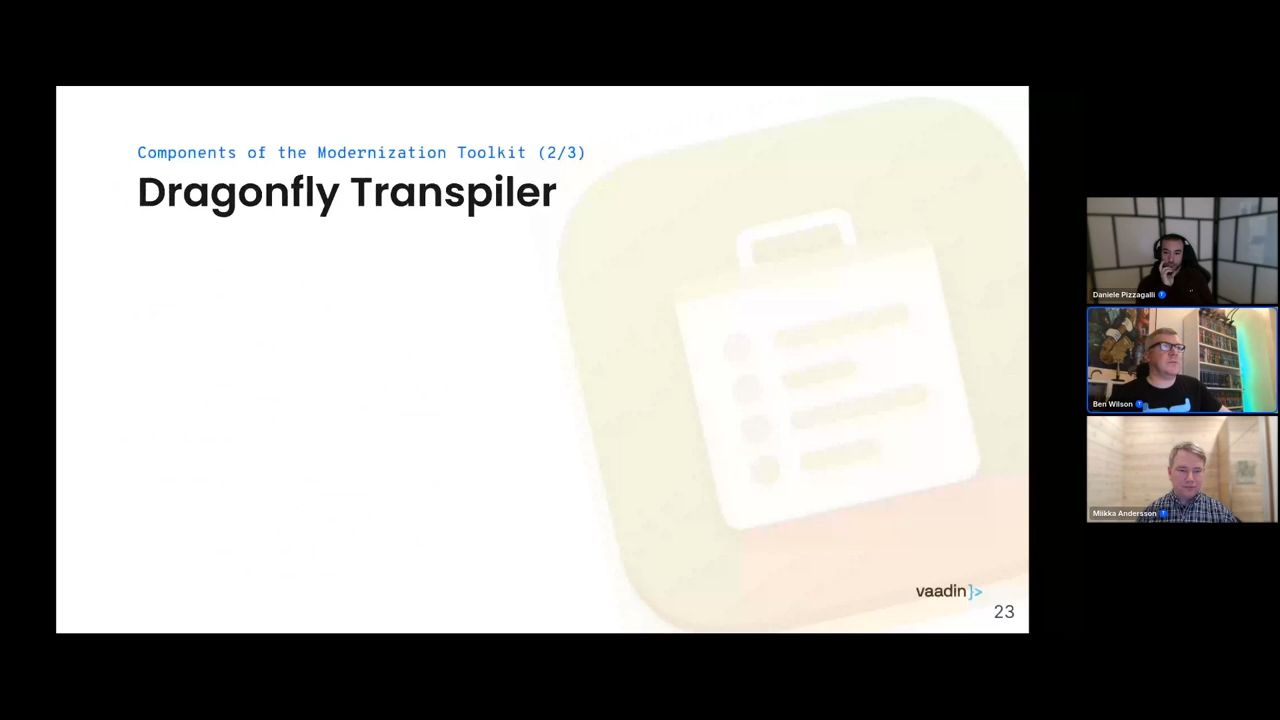 Components of the Modernization Toolkit (2/3)
Dragonfly Transpiler
vaadin}>
23
Daniele Pizzagalli
Ben Wilson
Miikka Andersson